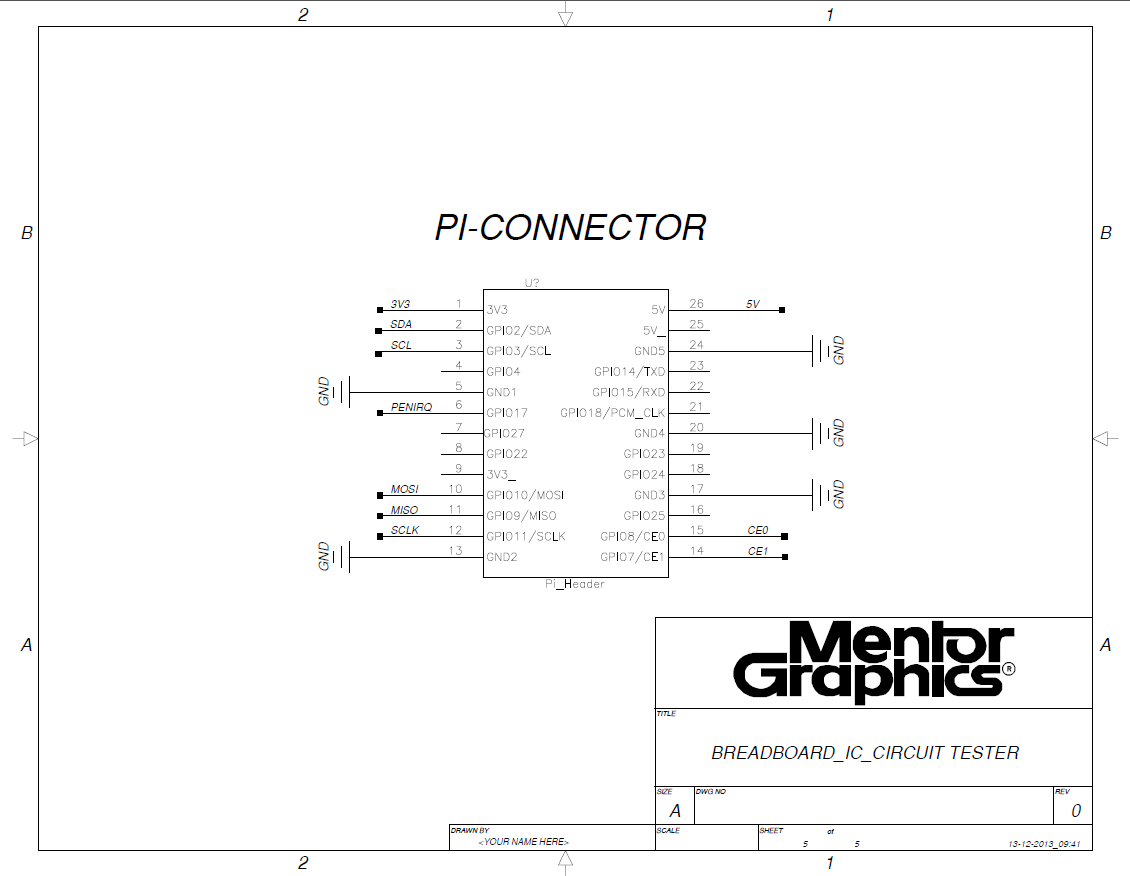 2 1
B B
PI-CONNECTOR
U?
3V3 1 3V3 5V 26 5V
SDA 2 GPIO2/SDA 5V_ 25
SCL 3 GPIO3/SCL GND5 24 GND
4 GPIO4 GPIO14/TXD 23
GND 5 GND1 GPIO15/RXD 22
PENIRQ 6 GPIO17 GPIO18/PCM_CLK 21
7 GPIO27 GND4 20 GND
8 GPIO22 GPIO23 19
9 3V3_ GPIO24 18
MOSI 10 GPIO10/MOSI GND3 17 GND
MISO 11 GPIO9/MISO GPIO25 16
SCLK 12 GPIO11/SCLK GPIO8/CE0 15 CE0
GND 13 GND2 GPIO7/CE1 14 CE1
Pi_Header
A A
Mentor
Graphics®
TITLE
BREADBOARD_IC_CIRCUIT TESTER
SIZE DWG NO REV
A 0
DRAWN BY SCALE SHEET of
<YOUR NAME HERE> 5 5 13-12-2013_09:41
2 1